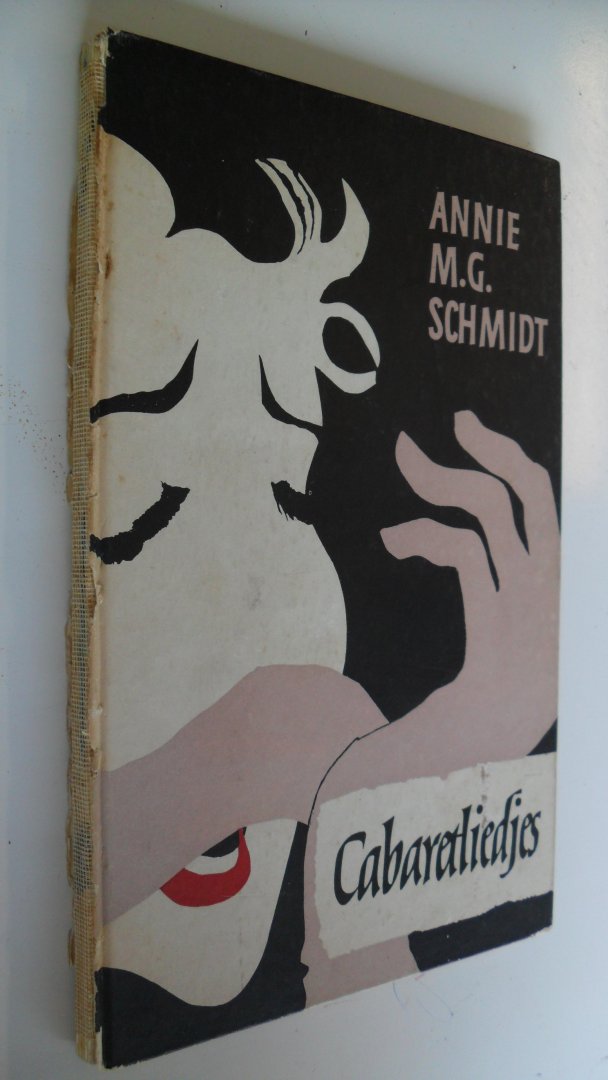 ANNIE
M.G.
SCHMIDT
Cabaretliedjes